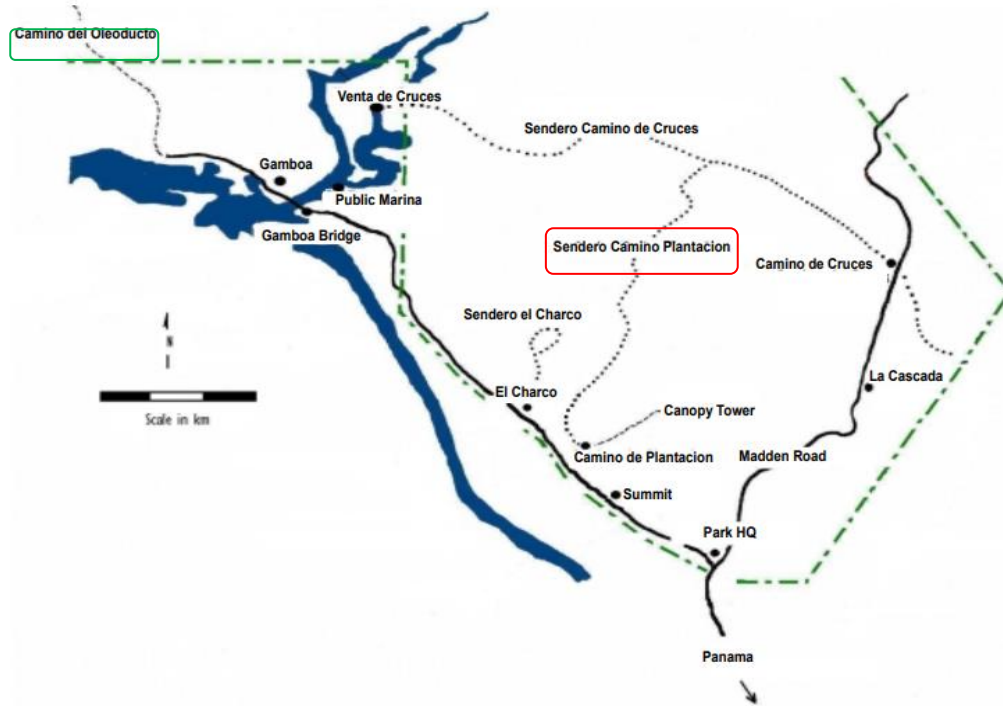 Camino del Oleoducto
Venta de Cruces
Sendero Camino de Cruces
Gamboa
Public Marina
Gamboa Bridge
Sendero Camino Plantacion
Camino de Cruces
Sendero el Charco
N
La Cascada
El Charco
Canopy Tower
Scale in km
Camino de Plantacion
Madden Road
Summit
Park HQ
Panama